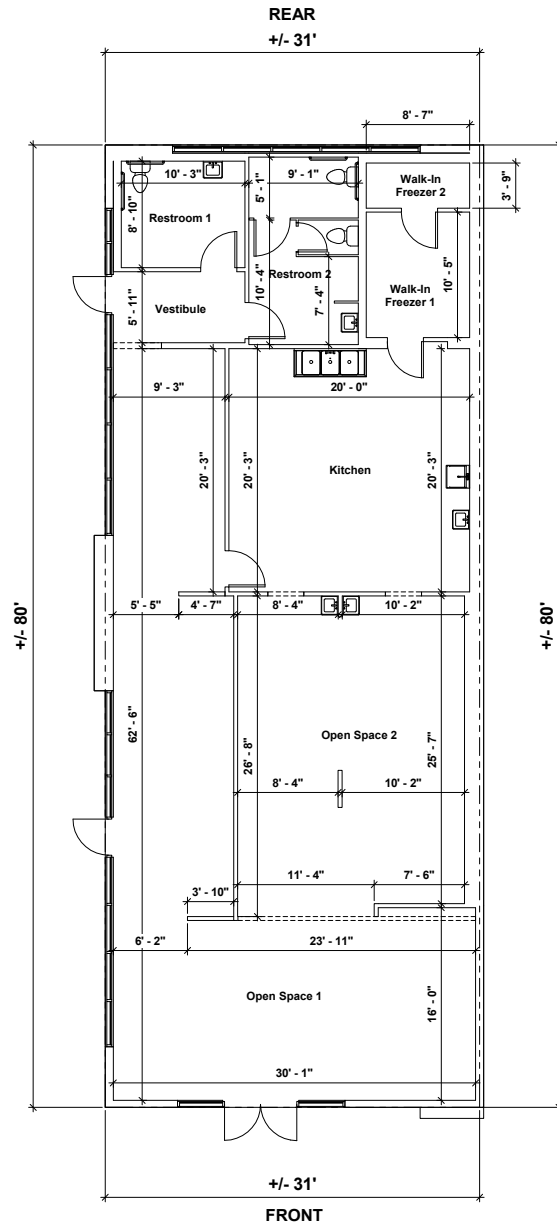 REAR
+/- 31'
8' - 7"
10' - 3"
9' - 1"
5' - 1"
Walk-In
Freezer 2
3' - 9"
8' - 10"
Restroom 1
10' - 4"
Restroom 2
7' - 4"
Walk-In
Freezer 1
10' - 5"
5' - 11"
Vestibule
9' - 3"
20' - 0"
20' - 3"
20' - 3"
Kitchen
20' - 3"
5' - 5"
4' - 7"
8' - 4"
10' - 2"
+/- 80'
+/- 80'
62' - 6"
26' - 8"
Open Space 2
25' - 7"
8' - 4"
10' - 2"
11' - 4"
7' - 6"
3' - 10"
6' - 2"
23' - 11"
Open Space 1
16' - 0"
30' - 1"
+/- 31'
FRONT